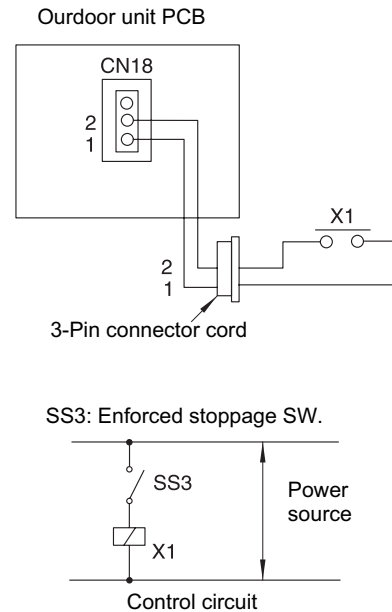 Ourdoor unit PCB
CN18
2
1
X1
2
1
3-Pin connector cord
SS3: Enforced stoppage SW.
SS3
Power
source
X1
Control circuit